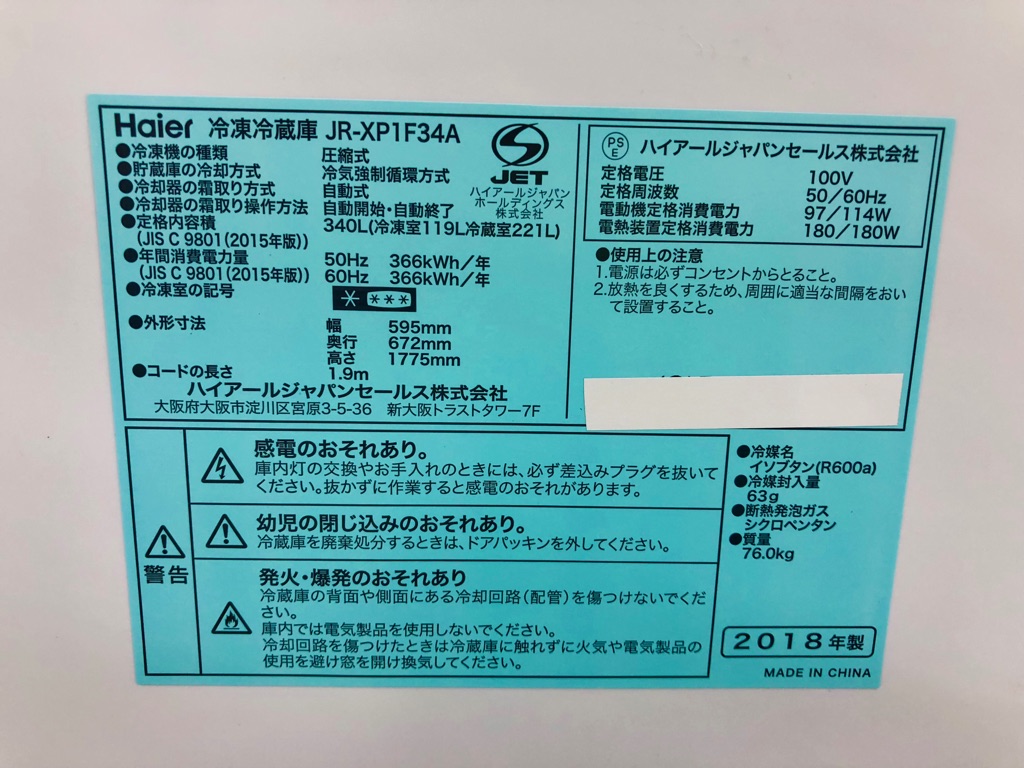 Haier 冷凍冷蔵庫 JR-XP1F34A
●冷凍機の種類 圧縮式
●貯蔵庫の冷却方式 冷気強制循環方式
●冷却器の霜取り方式 自動式
●冷却器の霜取り操作方法 自動開始・自動終了
●定格内容積 340L(冷凍室119L冷蔵室221L)
(JIS C 9801(2015年版))
●年間消費電力量 50Hz 366kWh/年
(JIS C 9801(2015年版)) 60Hz 366kWh/年
●冷凍室の記号
●外形寸法 幅 595mm
奥行 672mm
高さ 1775mm
●コードの長さ 1.9m
ハイアールジャパンセールス株式会社
大阪府大阪市淀川区宮原3-5-36 新大阪トラストタワー7F
JET
ハイアールジャパン
ホールディングス
株式会社
PSE ハイアールジャパンセールス株式会社
定格電圧 100V
定格周波数 50/60Hz
電動機定格消費電力 97/114W
電熱装置定格消費電力 180/180W
●使用上の注意
1.電源は必ずコンセントからとること。
2.放熱を良くするため、周囲に適当な間隔をおい
て設置すること。
警告
感電のおそれあり。
庫内灯の交換やお手入れのときには、必ず差込みプラグを抜いて
ください。抜かずに作業すると感電のおそれがあります。
幼児の閉じ込みのおそれあり。
冷蔵庫を廃棄処分するときは、ドアパッキンを外してください。
発火・爆発のおそれあり
冷蔵庫の背面や側面にある冷却回路(配管)を傷つけないでくだ
さい。
庫内では電気製品を使用しないでください。
冷却回路を傷つけたときは冷蔵庫に触れずに火気や電気製品の
使用を避け窓を開け換気してください。
●冷媒名
イソブタン(R600a)
●冷媒封入量
63g
●断熱発泡ガス
シクロペンタン
●質量
76.0kg
2018年製
MADE IN CHINA